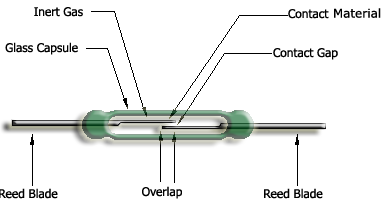 Inert Gas
Contact Material
Glass Capsule
Contact Gap
Reed Blade
Overlap
Reed Blade